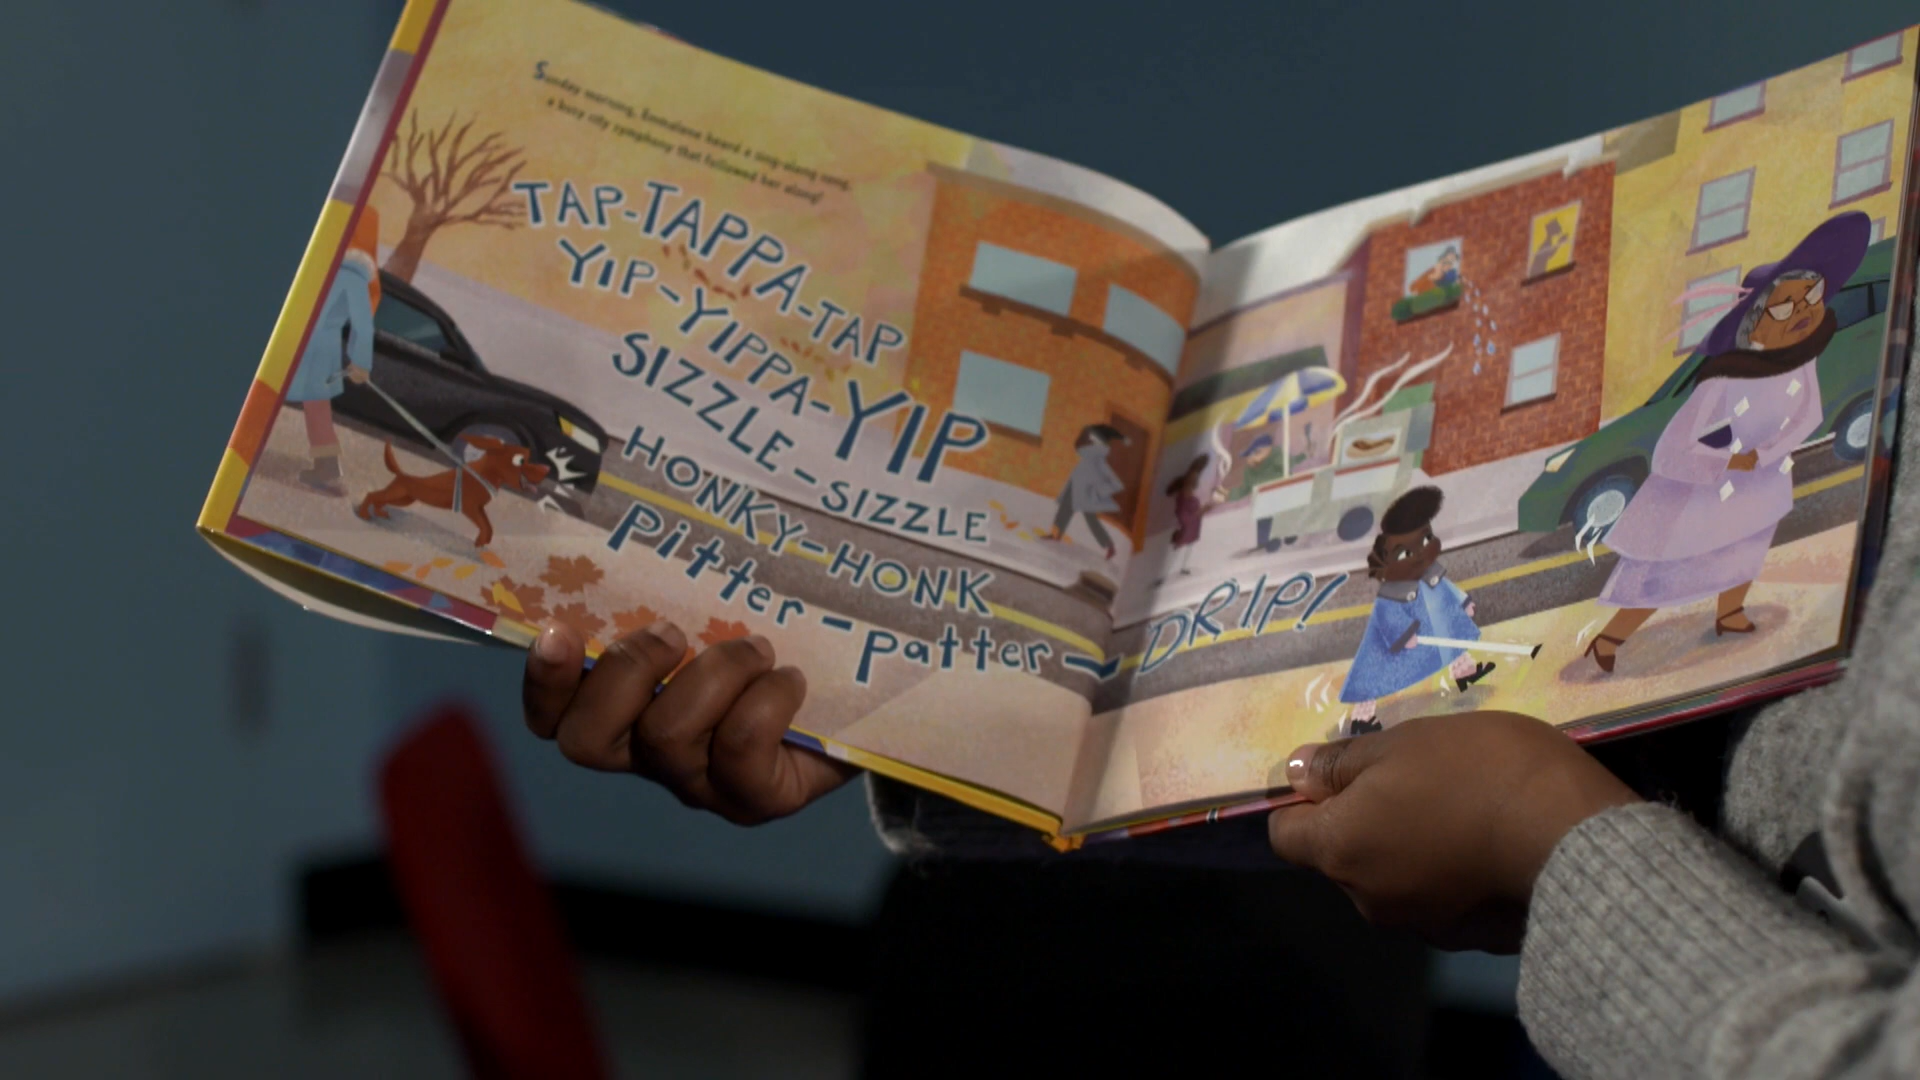 Sunday morning, Emmalene heard a sing-along song,
a busy city symphony that followed her along!
TAP-TAPPA-TAP
YIP-YIPPA-YIP
SIZZLE-SIZZLE
HONKY-HONK
Pitter-patter-
DRIP!